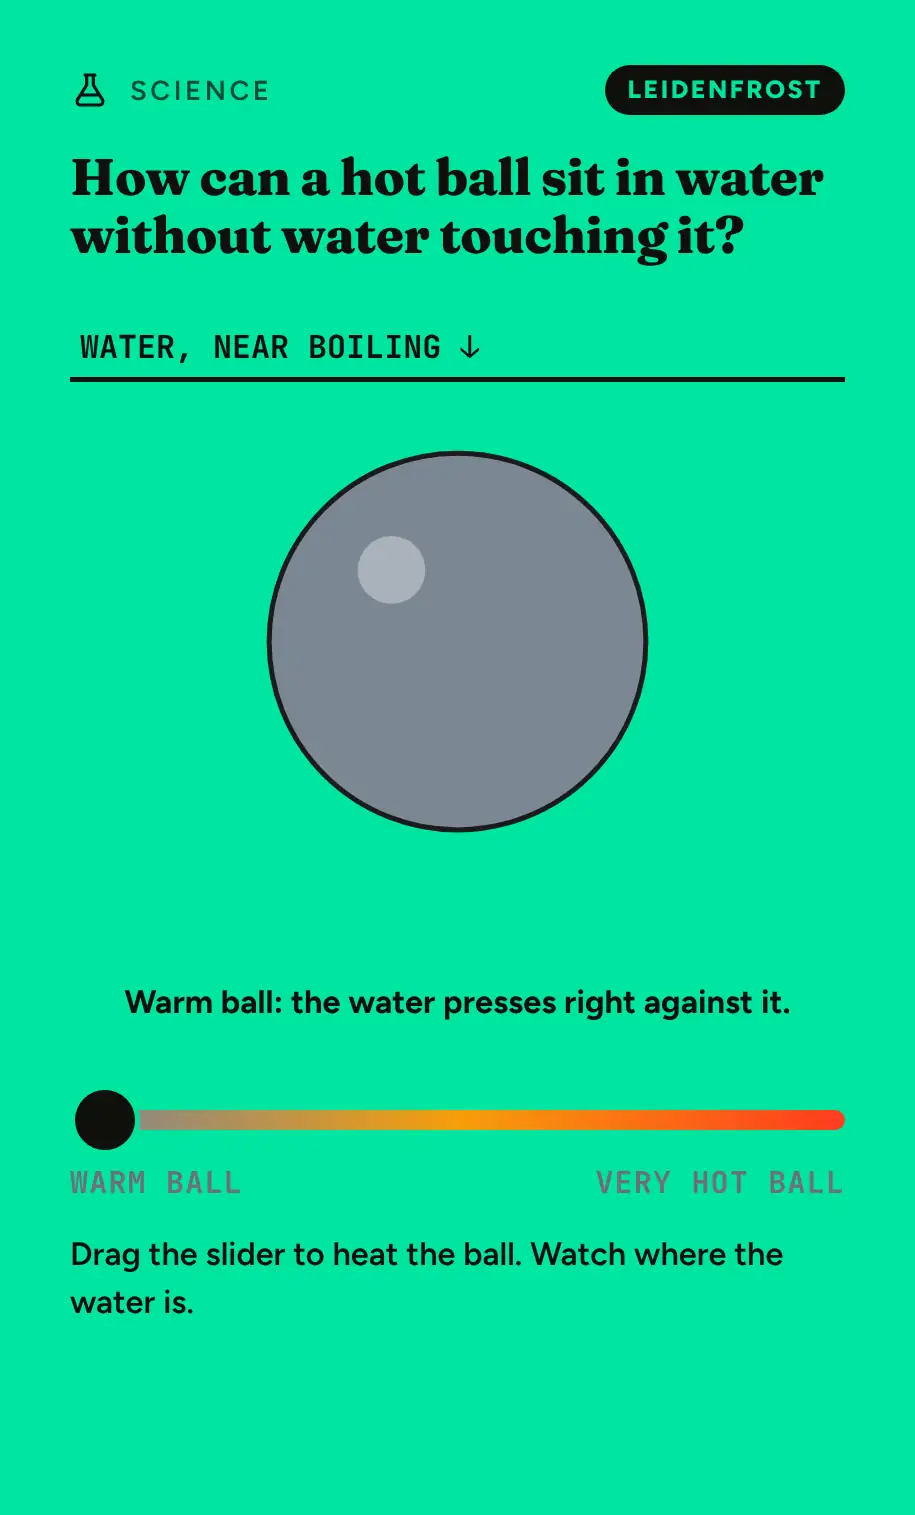 SCIENCE
LEIDENFROST
How can a hot ball sit in water
without water touching it?
WATER, NEAR BOILING ↓
Warm ball: the water presses right against it.
WARM BALL
VERY HOT BALL
Drag the slider to heat the ball. Watch where the
water is.